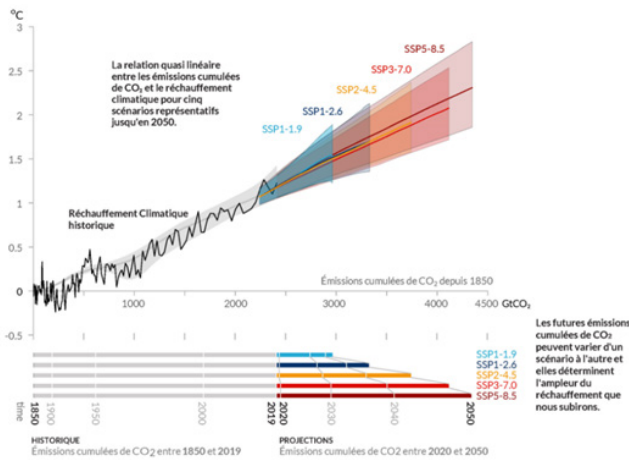 °C
3
2.5
2
1.5
1
0.5
0
-0.5
La relation quasi linéaire
entre les émissions cumulées
de CO₂ et le réchauffement
climatique pour cinq
scénarios représentatifs
jusqu'en 2050.
SSP5-8.5
SSP3-7.0
SSP2-4.5
SSP1-2.6
SSP1-1.9
Réchauffement Climatique
historique
Émissions cumulées de CO₂ depuis 1850
1000
2000
3000
4000
4500
GtCO₂
SSP1-1.9
SSP1-2.6
SSP2-4.5
SSP3-7.0
SSP5-8.5
Les futures émissions
cumulées de CO₂
peuvent varier d'un
scénario à l'autre et
elles déterminent
l'ampleur du
réchauffement que
nous subirons.
time
1850
1900
1950
2000
2019
2020
2030
2040
2050
HISTORIQUE
Émissions cumulées de CO₂ entre 1850 et 2019
PROJECTIONS
Émissions cumulées de CO2 entre 2020 et 2050